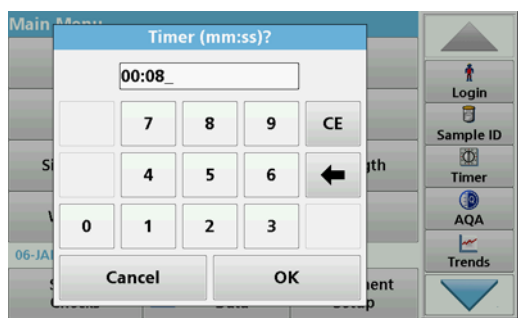 Main Menu
Timer (mm:ss)?
00:08_
7 8 9 CE
4 5 6
0 1 2 3
Cancel OK
06-JA
Login
Sample ID
Timer
AQA
Trends